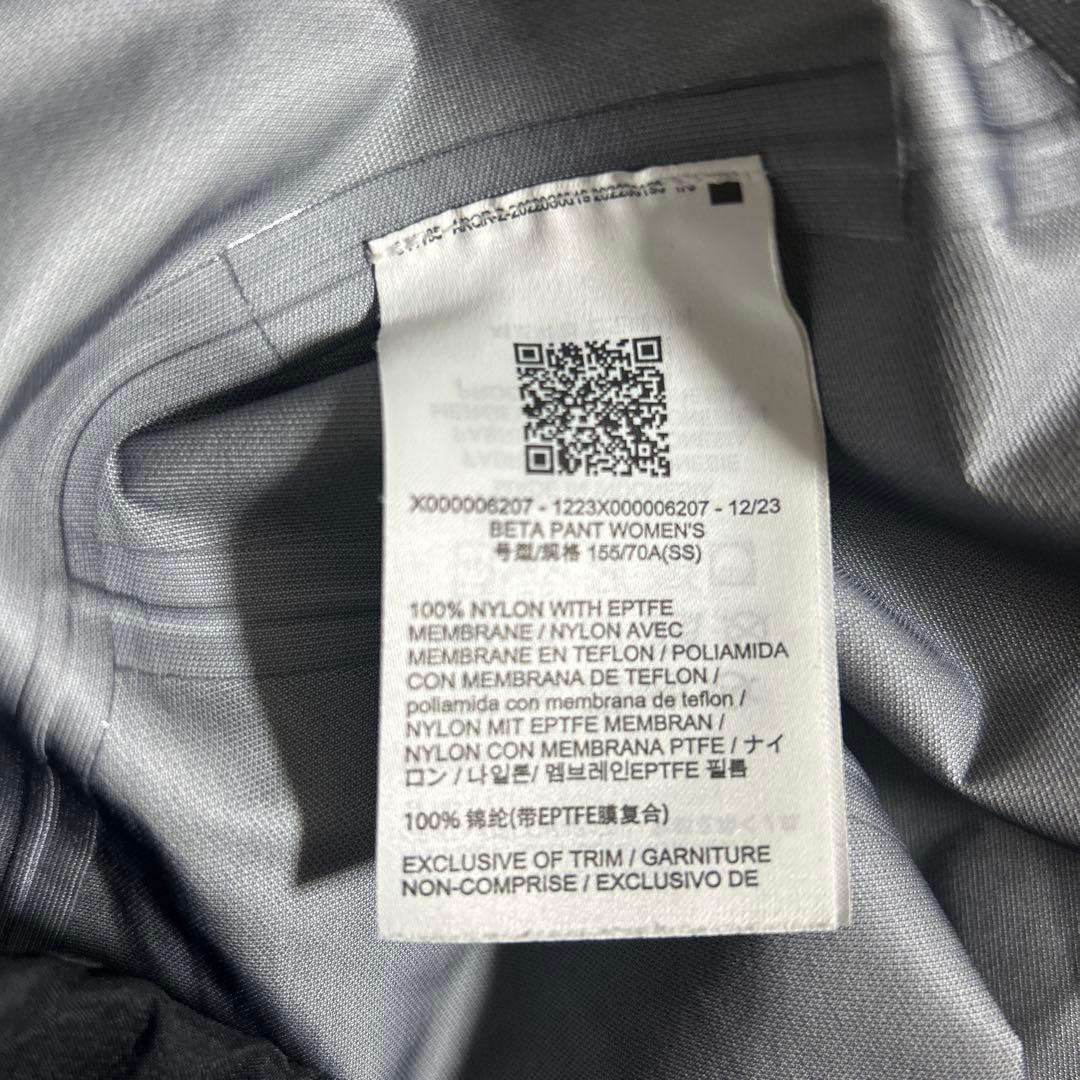 X000006207 - 1223X000006207 - 12/23
BETA PANT WOMEN'S
号型/規格 155/70A(SS)
100% NYLON WITH EPTFE
MEMBRANE / NYLON AVEC
MEMBRANE EN TEFLON / POLIAMIDA
CON MEMBRANA DE TEFLON /
poliamida con membrana de teflon /
NYLON MIT EPTFE MEMBRAN /
NYLON CON MEMBRANA PTFE / ナイ
ロン / 나일론/ 멤브레인EPTFE 필름
100% 锦纶(带EPTFE膜复合)
EXCLUSIVE OF TRIM / GARNITURE
NON-COMPRISE / EXCLUSIVO DE